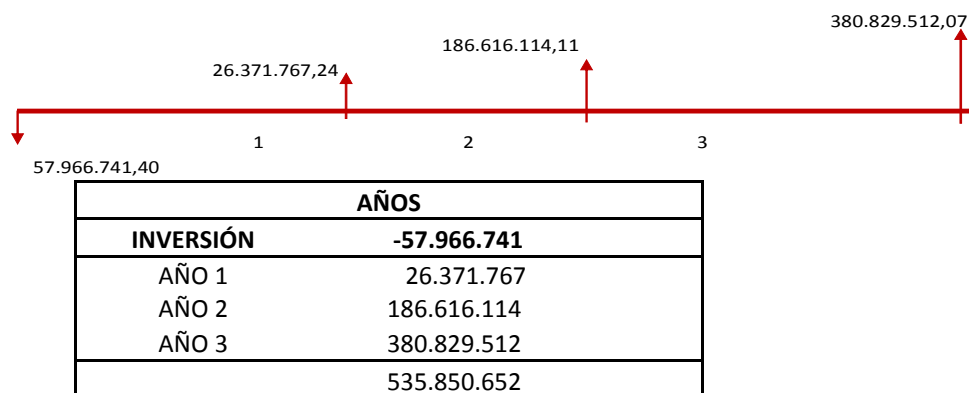 380.829.512,07
186.616.114,11
26.371.767,24
1 2 3
57.966.741,40
AÑOS
INVERSIÓN -57.966.741
AÑO 1 26.371.767
AÑO 2 186.616.114
AÑO 3 380.829.512
535.850.652